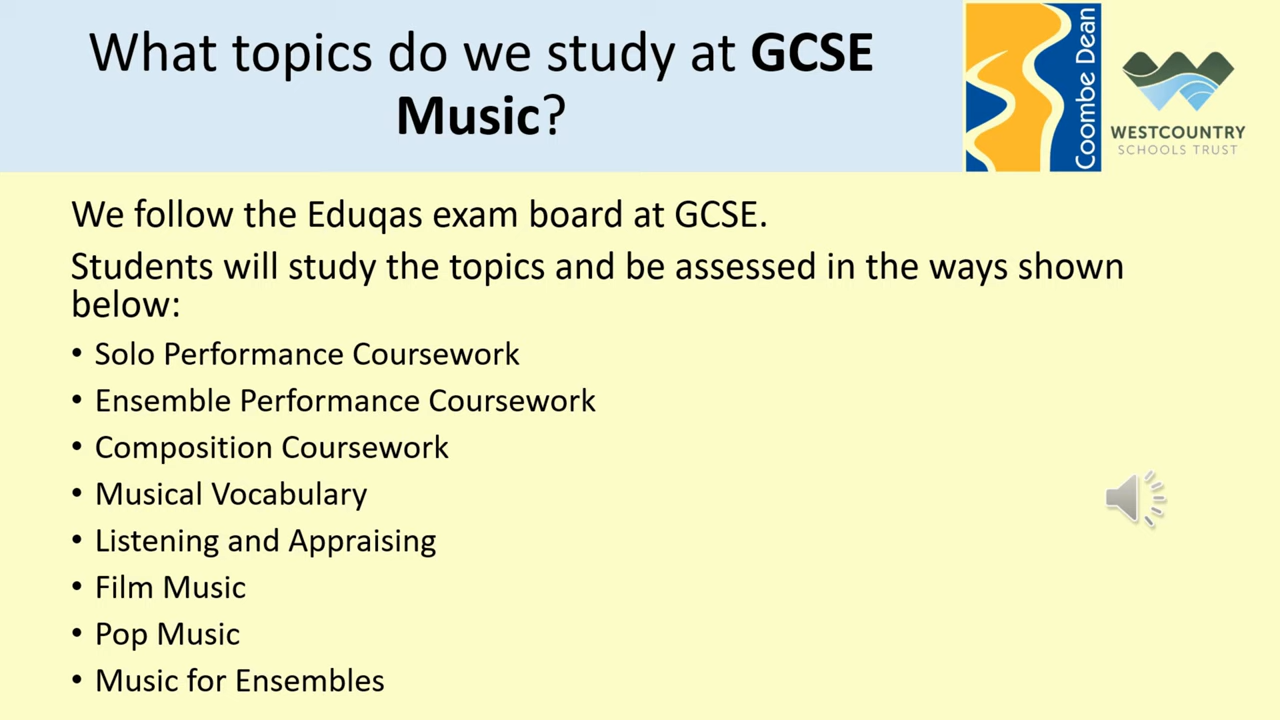 What topics do we study at GCSE
Music?
Coombe Dean
WESTCOUNTRY
SCHOOLS TRUST
We follow the Eduqas exam board at GCSE.
Students will study the topics and be assessed in the ways shown
below:
• Solo Performance Coursework
• Ensemble Performance Coursework
• Composition Coursework
• Musical Vocabulary
• Listening and Appraising
• Film Music
• Pop Music
• Music for Ensembles